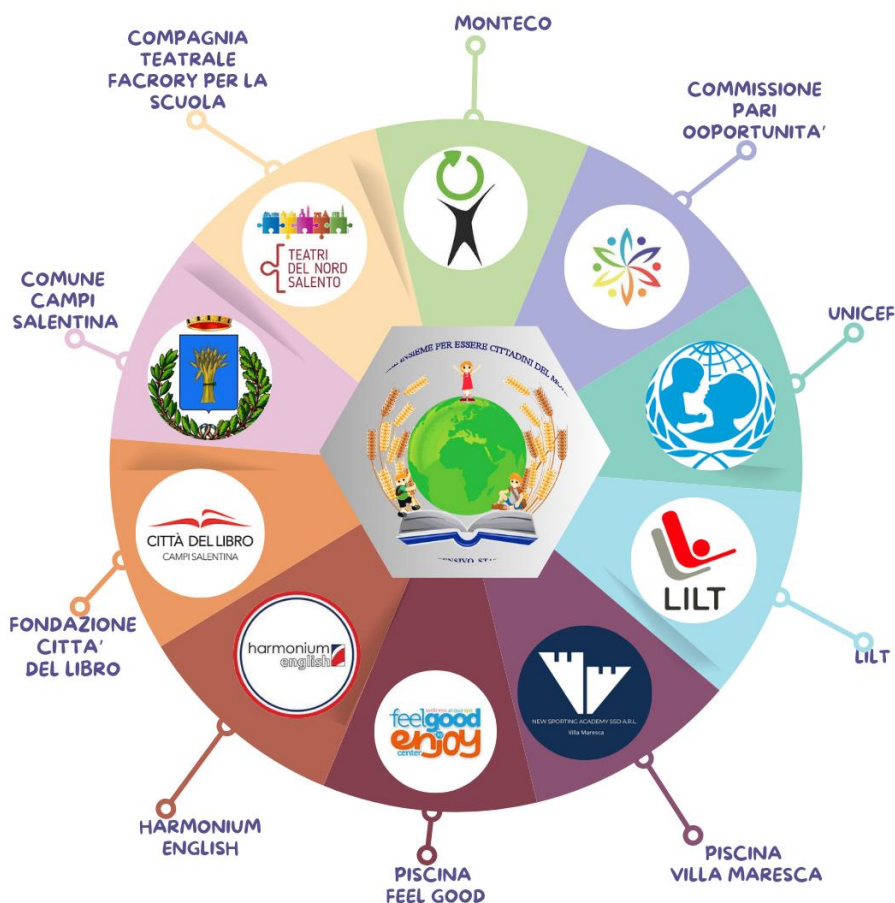 MONTECO
COMPAGNIA
TEATRALE
FACRORY PER LA
SCUOLA
COMMISSIONE
PARI
OOPORTUNITA'
TEATRI
DEL NORD
SALENTO
COMUNE
CAMPI
SALENTINA
UNICEF
INSIEME PER ESSERE CITTADINI DEL
CITTÀ DEL LIBRO
CAMPI SALENTINA
LILT
FONDAZIONE
CITTA'
DEL LIBRO
LILT
harmonium
english
NEW SPORTING ACADEMY SSD A.R.L.
Villa Maresca
feelgood
enjoy
center
HARMONIUM
ENGLISH
PISCINA
FEEL GOOD
PISCINA
VILLA MARESCA